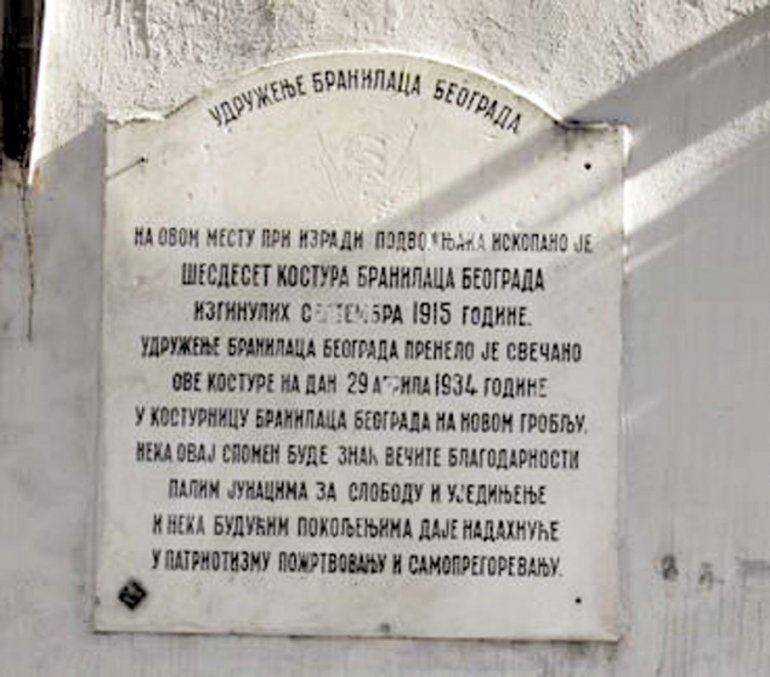 УДРУЖЕЊЕ БРАНИЛАЦА БЕОГРАДА
НА ОВОМ МЕСТУ ПРИ ИЗРАДИ ПОДВОЖЊАКА ИСКОПАНО ЈЕ
ШЕСДЕСЕТ КОСТУРА БРАНИЛАЦА БЕОГРАДА
ИЗГИНУЛИХ СЕПТЕМБРА 1915 ГОДИНЕ.
УДРУЖЕЊЕ БРАНИЛАЦА БЕОГРАДА ПРЕНЕЛО ЈЕ СВЕЧАНО
ОВЕ КОСТУРЕ НА ДАН 29 АПРИЛА 1934 ГОДИНЕ
У КОСТУРНИЦУ БРАНИЛАЦА БЕОГРАДА НА НОВОМ ГРОБЉУ.
НЕКА ОВАЈ СПОМЕН БУДЕ ЗНАК ВЕЧИТЕ БЛАГОДАРНОСТИ
ПАЛИМ ЈУНАЦИМА ЗА СЛОБОДУ И УЈЕДИЊЕЊЕ
И НЕКА БУДУЋИМ ПОКОЉЕЊИМА ДАЈЕ НАДАХНУЋЕ
У ПАТРИОТИЗМУ ПОЖРТВОВАЊУ И САМОПРЕГОРЕВАЊУ.